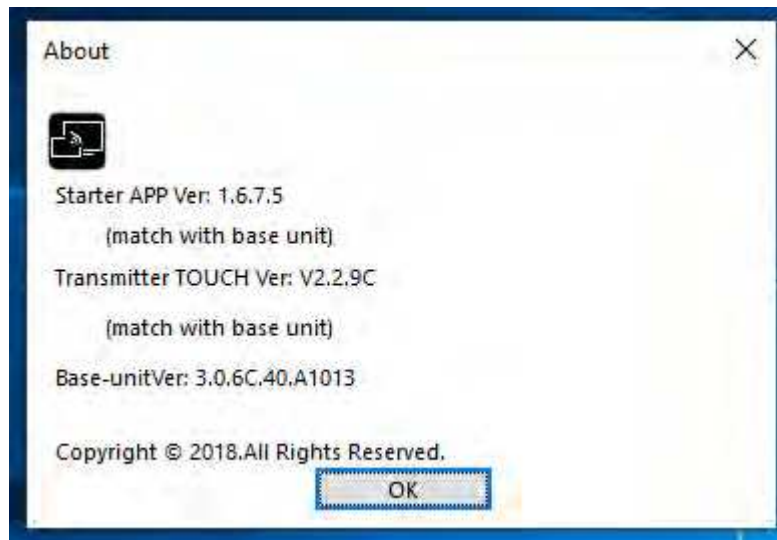 About
Starter APP Ver: 1.6.7.5
(match with base unit)
Transmitter TOUCH Ver: V2.2.9C
(match with base unit)
Base-unitVer: 3.0.6C.40.A1013
Copyright © 2018.All Rights Reserved.
OK